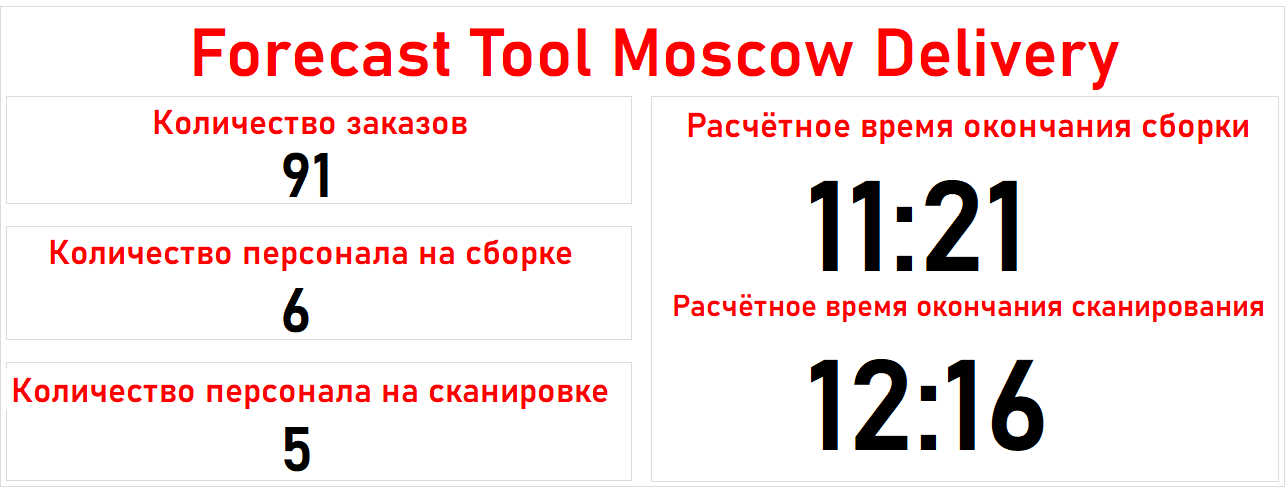 Forecast Tool Moscow Delivery
Количество заказов
91
Количество персонала на сборке
6
Количество персонала на сканировке
5
Расчётное время окончания сборки
11:21
Расчётное время окончания сканирования
12:16